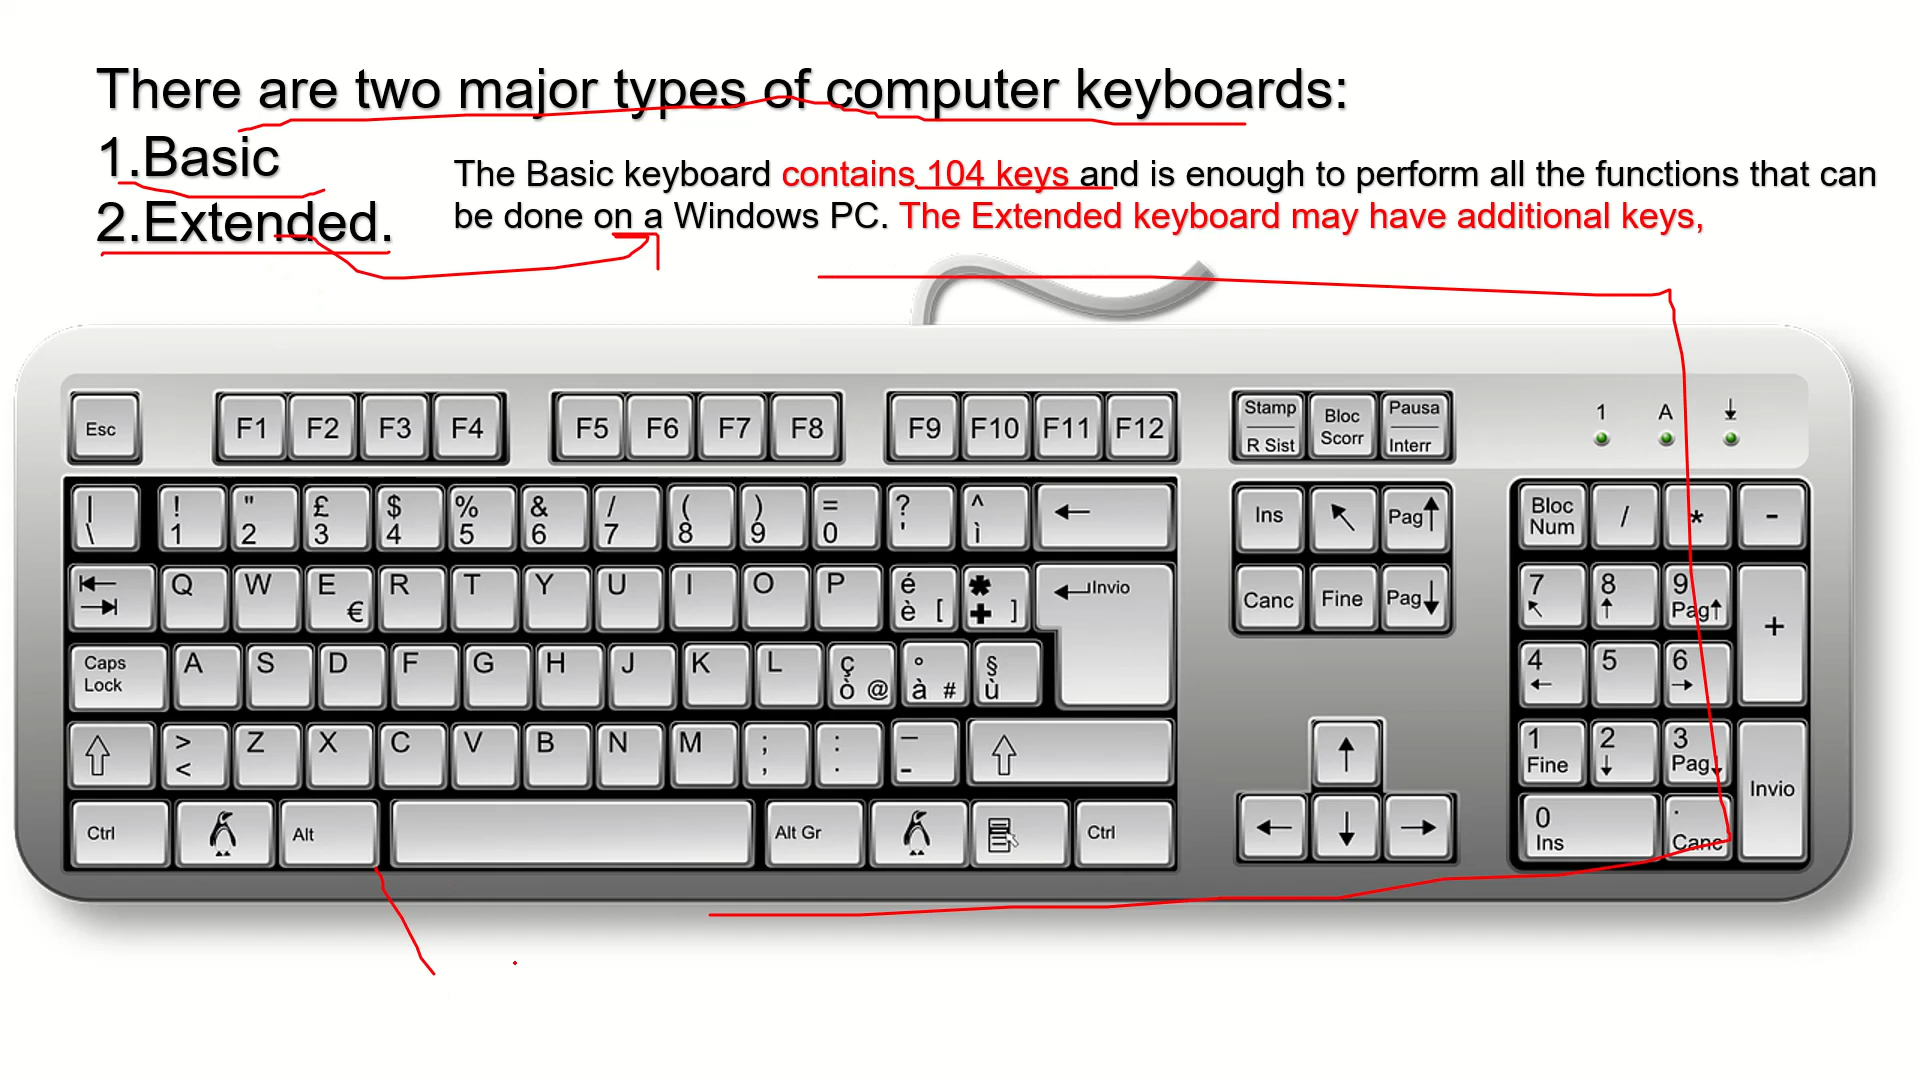 There are two major types of computer keyboards:
1.Basic
2.Extended.
The Basic keyboard contains 104 keys and is enough to perform all the functions that can
be done on a Windows PC. The Extended keyboard may have additional keys,
Esc F1 F2 F3 F4 F5 F6 F7 F8 F9 F10 F11 F12 Stamp R Sist Bloc Scorr Pausa Interr 1 A
| \ ! 1 " 2 £ 3 $ 4 % 5 & 6 / 7 ( 8 ) 9 = 0 ? ' ^ ì ← Ins ↖ Pag↑ Bloc Num / * -
Q W E € R T Y U I O P é è [ * + ] Invio Canc Fine Pag↓ 7 8 ↑ 9 Pag↑ +
Caps Lock A S D F G H J K L ç ò @ ° à # § ù 4 ← 5 6 →
> < Z X C V B N M ; , : . _ - ↑ 1 Fine 2 ↓ 3 Pag↓ Invio
Ctrl Alt Alt Gr Ctrl ← ↓ → 0 Ins . Canc